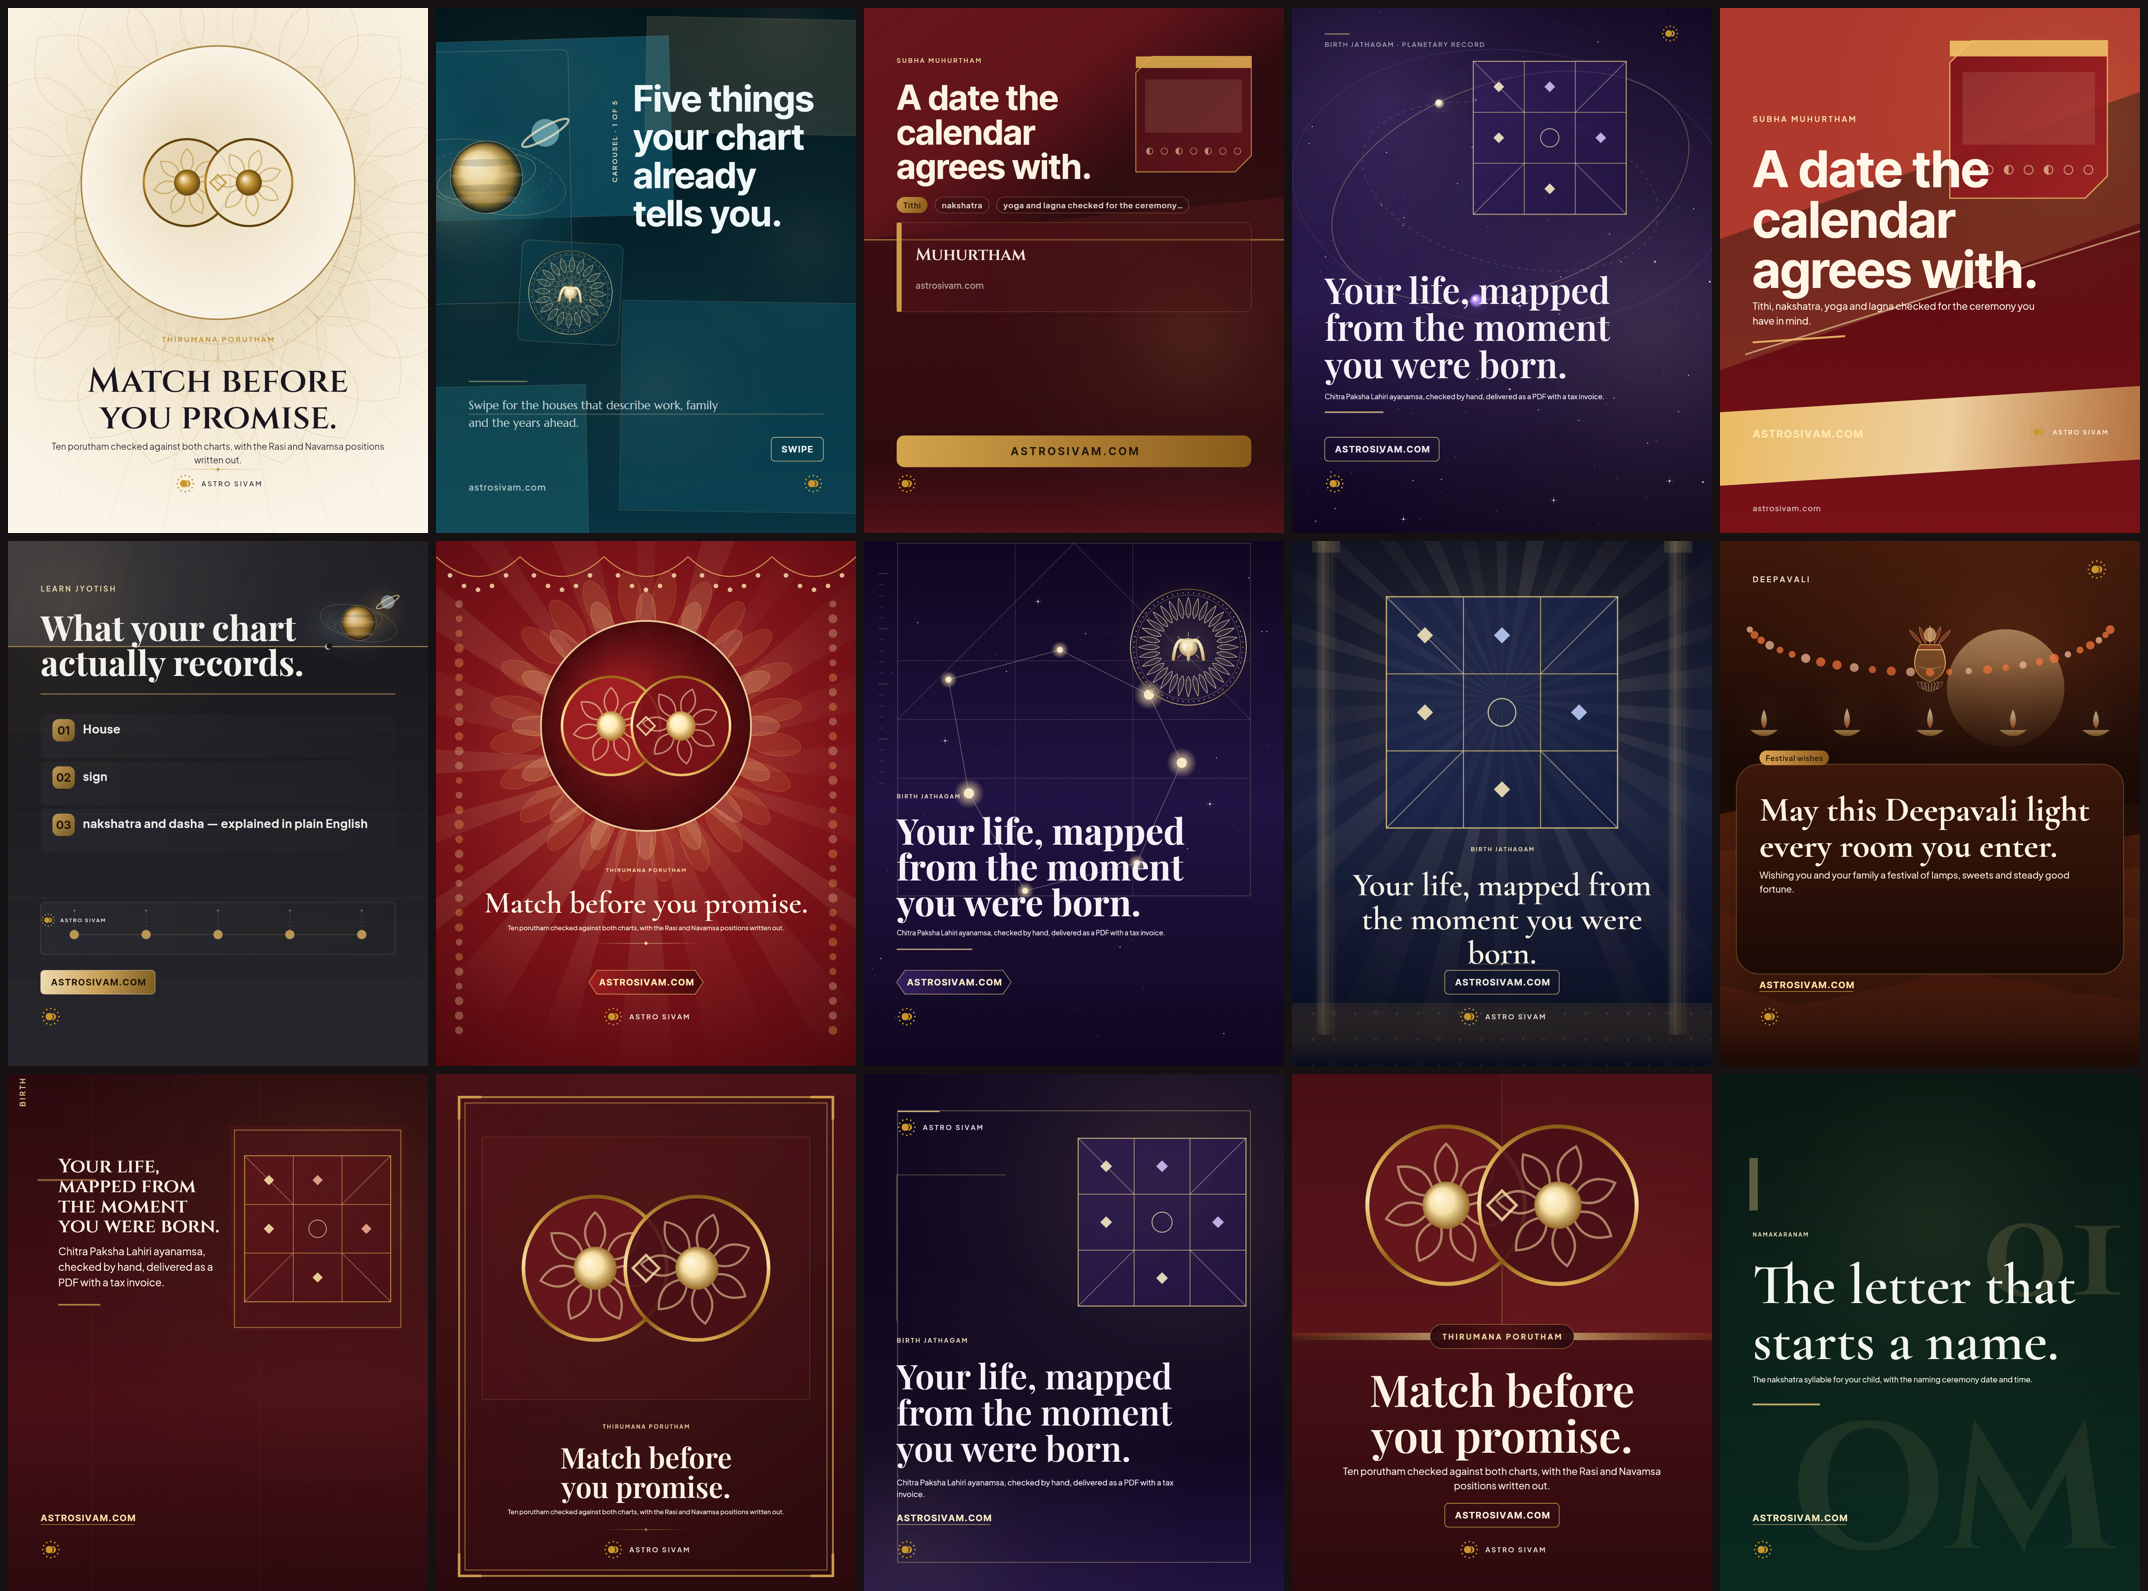 THIRUMANA PORUTHAM
MATCH BEFORE
YOU PROMISE.
Ten porutham checked against both charts, with the Rasi and Navamsa positions
written out.
ASTRO SIVAM
CAROUSEL · 1 OF 5
Five things
your chart
already
tells you.
Swipe for the houses that describe work, family
and the years ahead.
SWIPE
astrosivam.com
SUBHA MUHURTHAM
A date the
calendar
agrees with.
Tithi
nakshatra
yoga and lagna checked for the ceremony…
MUHURTHAM
astrosivam.com
ASTROSIVAM.COM
BIRTH JATHAGAM · PLANETARY RECORD
Your life, mapped
from the moment
you were born.
Chitra Paksha Lahiri ayanamsa, checked by hand, delivered as a PDF with a tax invoice.
ASTROSIVAM.COM
SUBHA MUHURTHAM
A date the
calendar
agrees with.
Tithi, nakshatra, yoga and lagna checked for the ceremony you
have in mind.
ASTROSIVAM.COM
ASTRO SIVAM
astrosivam.com
LEARN JYOTISH
What your chart
actually records.
01 House
02 sign
03 nakshatra and dasha — explained in plain English
ASTRO SIVAM
ASTROSIVAM.COM
THIRUMANA PORUTHAM
Match before you promise.
Ten porutham checked against both charts, with the Rasi and Navamsa positions written out.
ASTROSIVAM.COM
ASTRO SIVAM
BIRTH JATHAGAM
Your life, mapped
from the moment
you were born.
Chitra Paksha Lahiri ayanamsa, checked by hand, delivered as a PDF with a tax invoice.
ASTROSIVAM.COM
BIRTH JATHAGAM
Your life, mapped from
the moment you were
born.
ASTROSIVAM.COM
ASTRO SIVAM
DEEPAVALI
Festival wishes
May this Deepavali light
every room you enter.
Wishing you and your family a festival of lamps, sweets and steady good
fortune.
ASTROSIVAM.COM
BIRTH
YOUR LIFE,
MAPPED FROM
THE MOMENT
YOU WERE BORN.
Chitra Paksha Lahiri ayanamsa,
checked by hand, delivered as a
PDF with a tax invoice.
ASTROSIVAM.COM
THIRUMANA PORUTHAM
Match before
you promise.
Ten porutham checked against both charts, with the Rasi and Navamsa positions written out.
ASTRO SIVAM
ASTRO SIVAM
BIRTH JATHAGAM
Your life, mapped
from the moment
you were born.
Chitra Paksha Lahiri ayanamsa, checked by hand, delivered as a PDF with a tax
invoice.
ASTROSIVAM.COM
THIRUMANA PORUTHAM
Match before
you promise.
Ten porutham checked against both charts, with the Rasi and Navamsa
positions written out.
ASTROSIVAM.COM
ASTRO SIVAM
01
NAMAKARANAM
The letter that
starts a name.
The nakshatra syllable for your child, with the naming ceremony date and time.
OM
ASTROSIVAM.COM